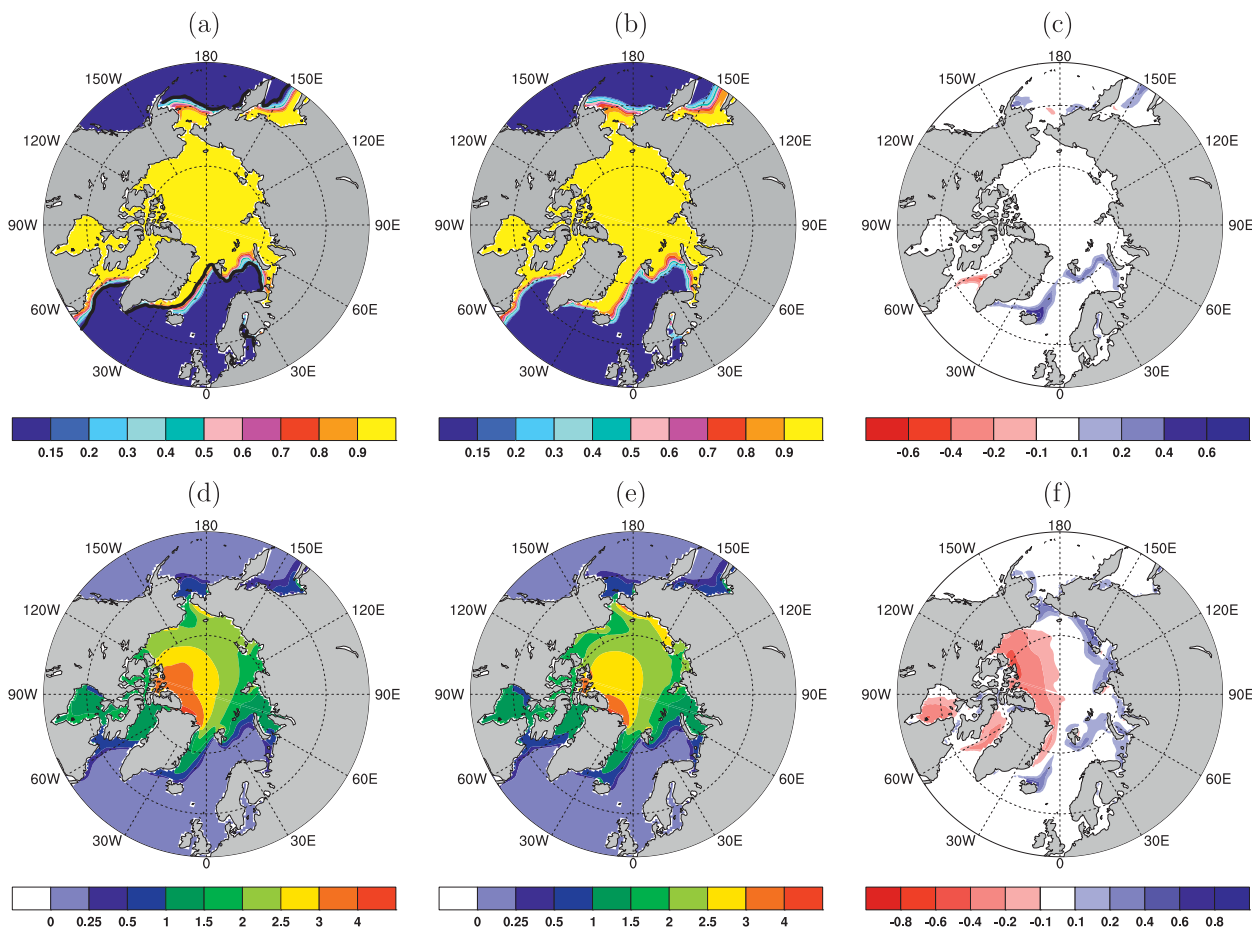 (a) (b) (c)
180 180 180
150W 150E 150W 150E 150W 150E
120W 120E 120W 120E 120W 120E
90W 90E 90W 90E 90W 90E
60W 60E 60W 60E 60W 60E
30W 30E 30W 30E 30W 30E
0 0 0
0.15 0.2 0.3 0.4 0.5 0.6 0.7 0.8 0.9 0.15 0.2 0.3 0.4 0.5 0.6 0.7 0.8 0.9 -0.6 -0.4 -0.2 -0.1 0.1 0.2 0.4 0.6
(d) (e) (f)
180 180 180
150W 150E 150W 150E 150W 150E
120W 120E 120W 120E 120W 120E
90W 90E 90W 90E 90W 90E
60W 60E 60W 60E 60W 60E
30W 30E 30W 30E 30W 30E
0 0 0
0 0.25 0.5 1 1.5 2 2.5 3 4 0 0.25 0.5 1 1.5 2 2.5 3 4 -0.8 -0.6 -0.4 -0.2 -0.1 0.1 0.2 0.4 0.6 0.8